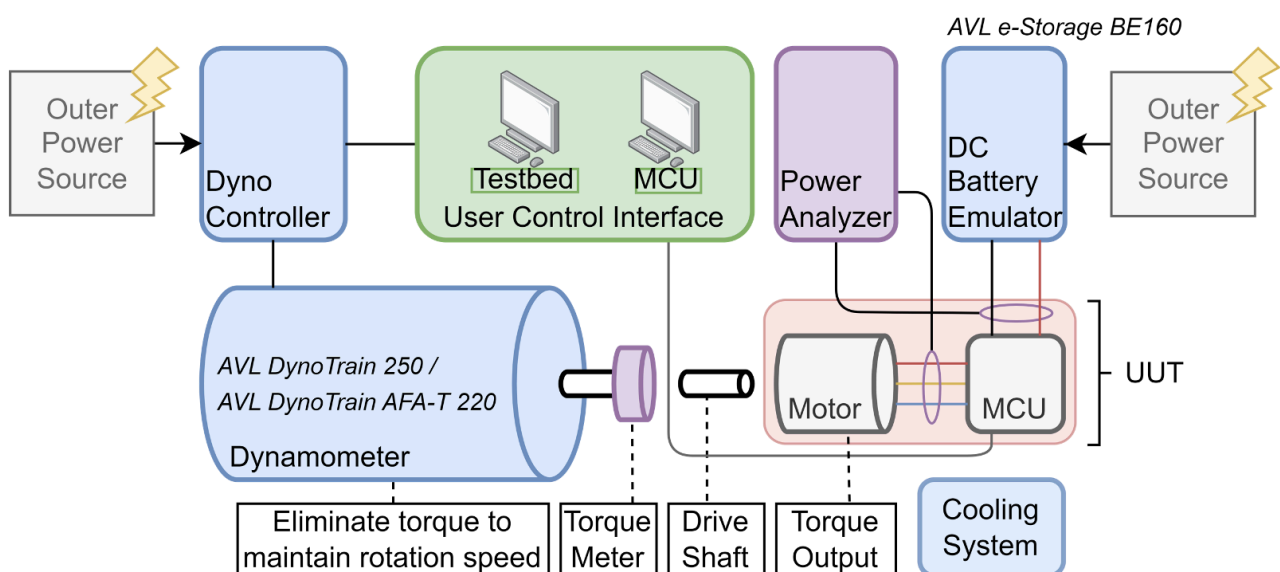 AVL e-Storage BE160
Outer
Power
Source
Dyno
Controller
Testbed
MCU
User Control Interface
Power
Analyzer
DC
Battery
Emulator
Outer
Power
Source
AVL DynoTrain 250 /
AVL DynoTrain AFA-T 220
Dynamometer
Motor
MCU
UUT
Eliminate torque to
maintain rotation speed
Torque
Meter
Drive
Shaft
Torque
Output
Cooling
System